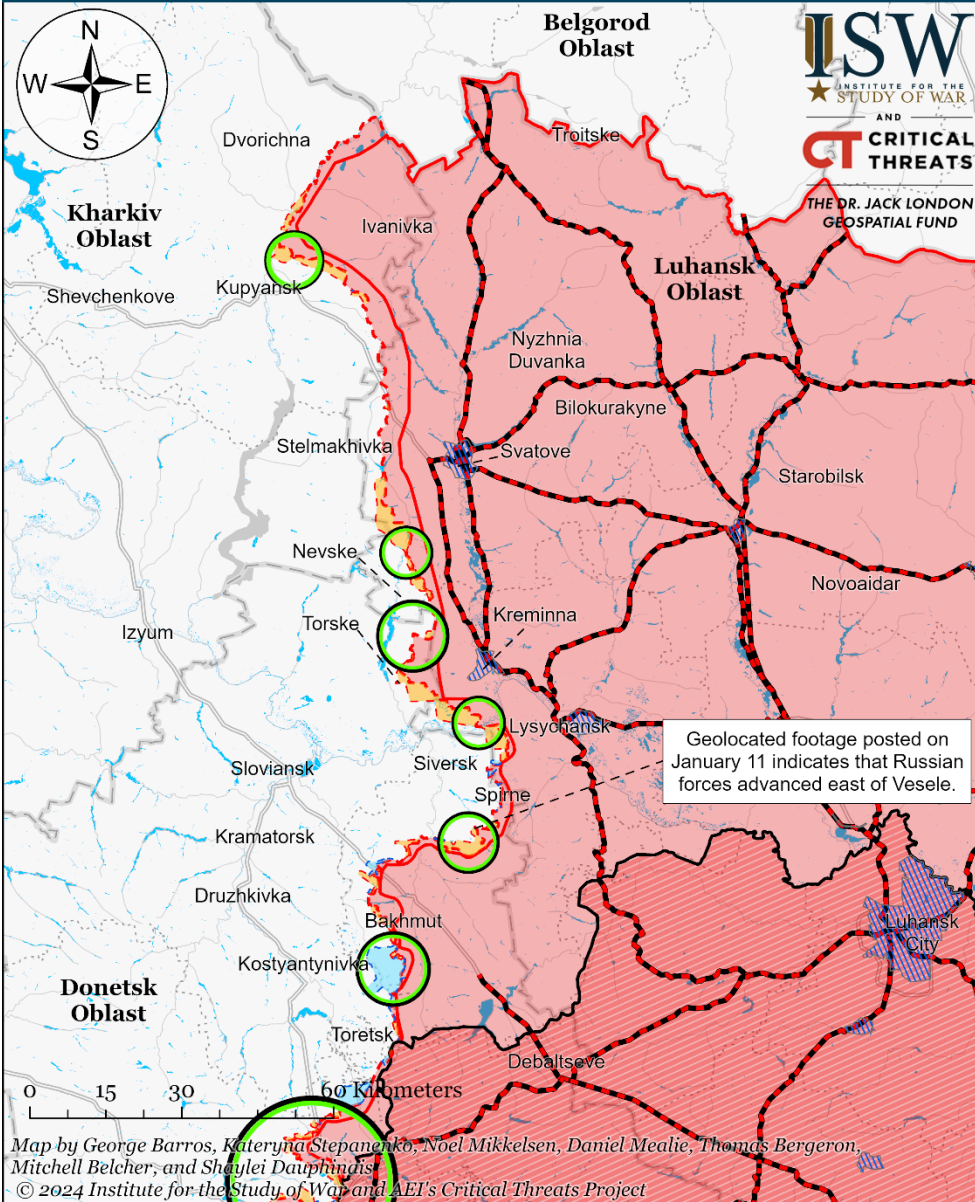 N
W
E
S
Belgorod
Oblast
ISW
INSTITUTE FOR THE
STUDY OF WAR
AND
CT CRITICAL
THREATS
THE DR. JACK LONDON
GEOSPATIAL FUND
Dvorichna
Troitske
Kharkiv
Oblast
Ivanivka
Luhansk
Oblast
Shevchenkove
Kupyansk
Nyzhnia
Duvanka
Bilokurakyne
Stelmakhivka
Svatove
Starobilsk
Nevske
Novoaidar
Torske
Kreminna
Izyum
Lysychansk
Geolocated footage posted on
January 11 indicates that Russian
forces advanced east of Vesele.
Siversk
Sloviansk
Spirne
Kramatorsk
Druzhkivka
Bakhmut
Luhansk
City
Kostyantynivka
Donetsk
Oblast
Toretsk
Debaltseve
0 15 30 60 Kilometers
Map by George Barros, Kateryna Stepanenko, Noel Mikkelsen, Daniel Mealie, Thomas Bergeron,
Mitchell Belcher, and Shaylei Dauphinais
© 2024 Institute for the Study of War and AEI's Critical Threats Project